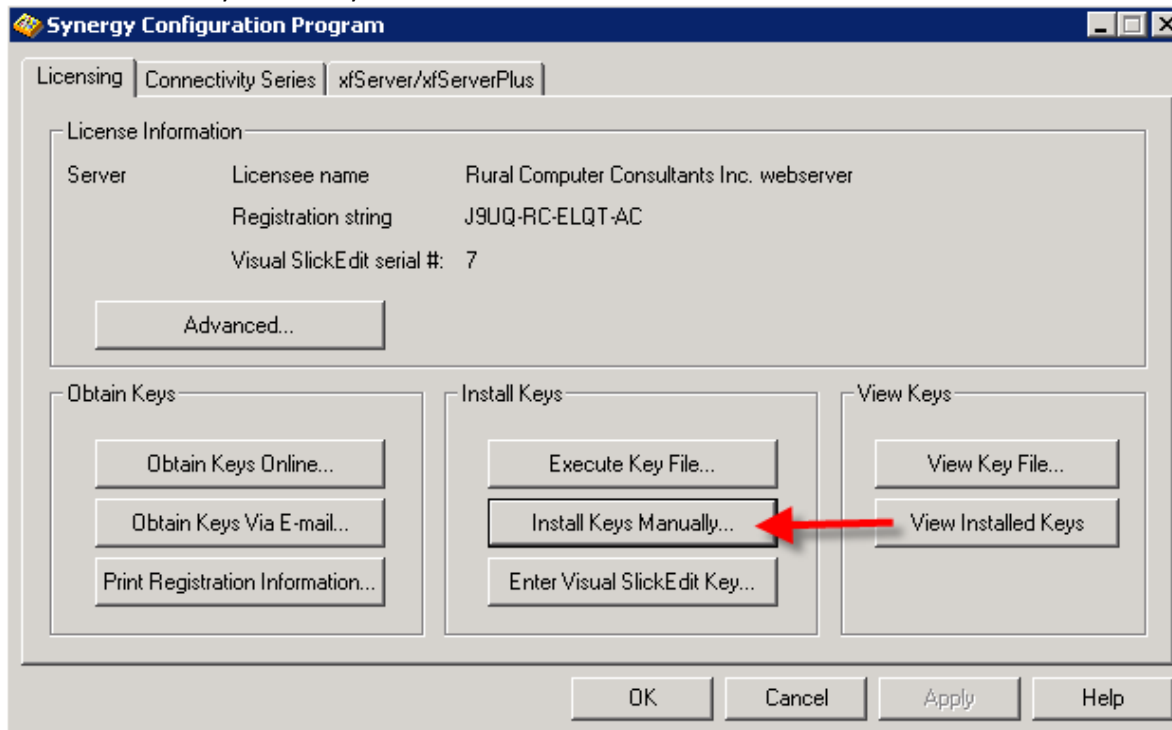 Synergy Configuration Program
Licensing Connectivity Series xfServer/xfServerPlus
License Information
Server Licensee name Rural Computer Consultants Inc. webserver
Registration string J9UQ-RC-ELQT-AC
Visual SlickEdit serial #: 7
Advanced...
Obtain Keys Install Keys View Keys
Obtain Keys Online... Execute Key File... View Key File...
Obtain Keys Via E-mail... Install Keys Manually... View Installed Keys
Print Registration Information... Enter Visual SlickEdit Key...
OK Cancel Apply Help